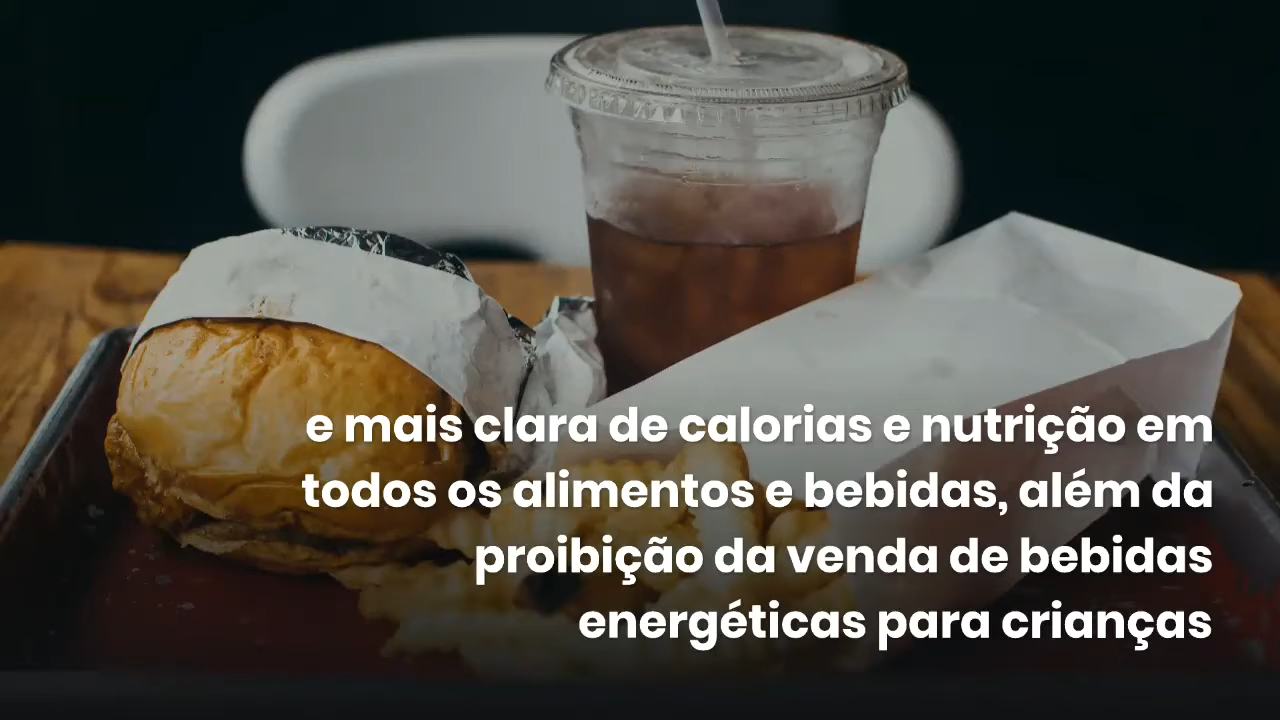 e mais clara de calorias e nutrição em
todos os alimentos e bebidas, além da
proibição da venda de bebidas
energéticas para crianças